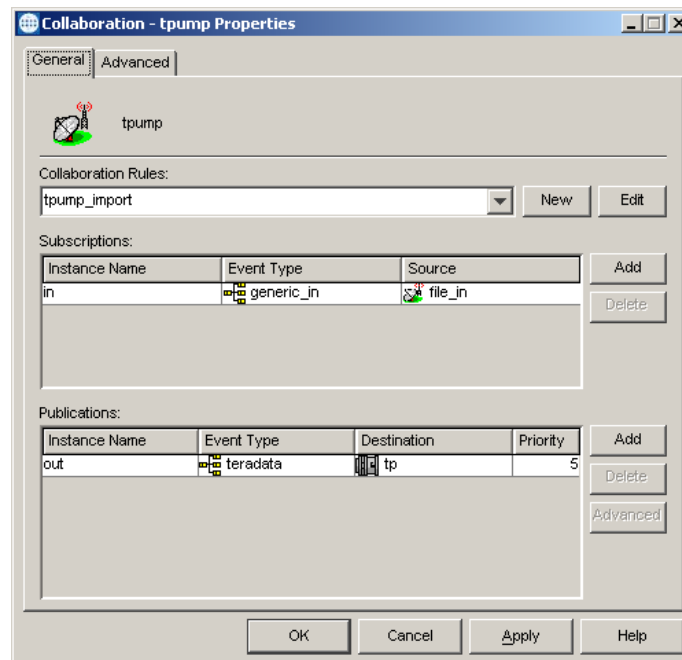 Collaboration - tpump Properties
General Advanced
tpump
Collaboration Rules:
tpump_import New Edit
Subscriptions:
Instance Name Event Type Source Add
in generic_in file_in
Delete
Publications:
Instance Name Event Type Destination Priority Add
out teradata tp 5
Delete
Advanced
OK Cancel Apply Help